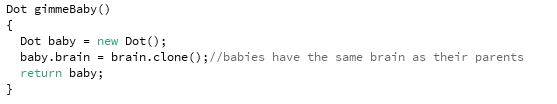 Dot gimmeBaby()
{
  Dot baby = new Dot();
  baby.brain = brain.clone();//babies have the same brain as their parents
  return baby;
}